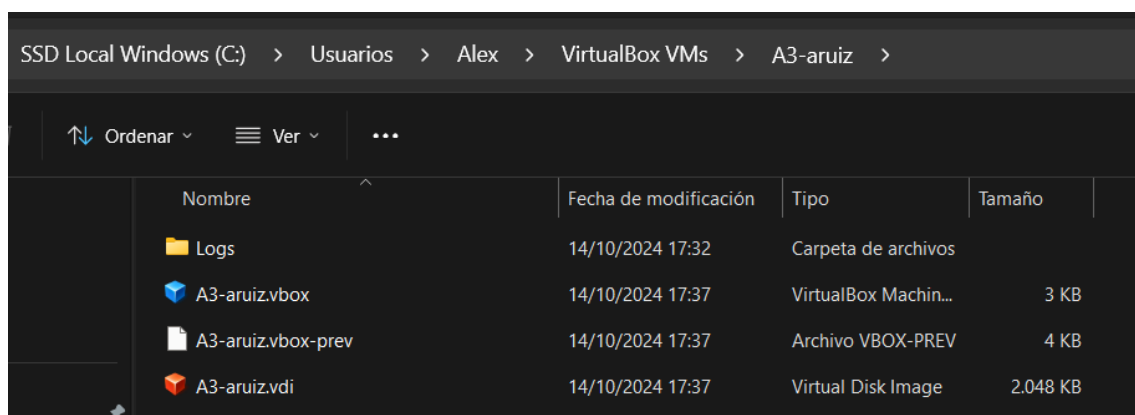 SSD Local Windows (C:) > Usuarios > Alex > VirtualBox VMs > A3-aruiz >
Ordenar Ver ...
Nombre Fecha de modificación Tipo Tamaño
Logs 14/10/2024 17:32 Carpeta de archivos
A3-aruiz.vbox 14/10/2024 17:37 VirtualBox Machin... 3 KB
A3-aruiz.vbox-prev 14/10/2024 17:37 Archivo VBOX-PREV 4 KB
A3-aruiz.vdi 14/10/2024 17:37 Virtual Disk Image 2.048 KB